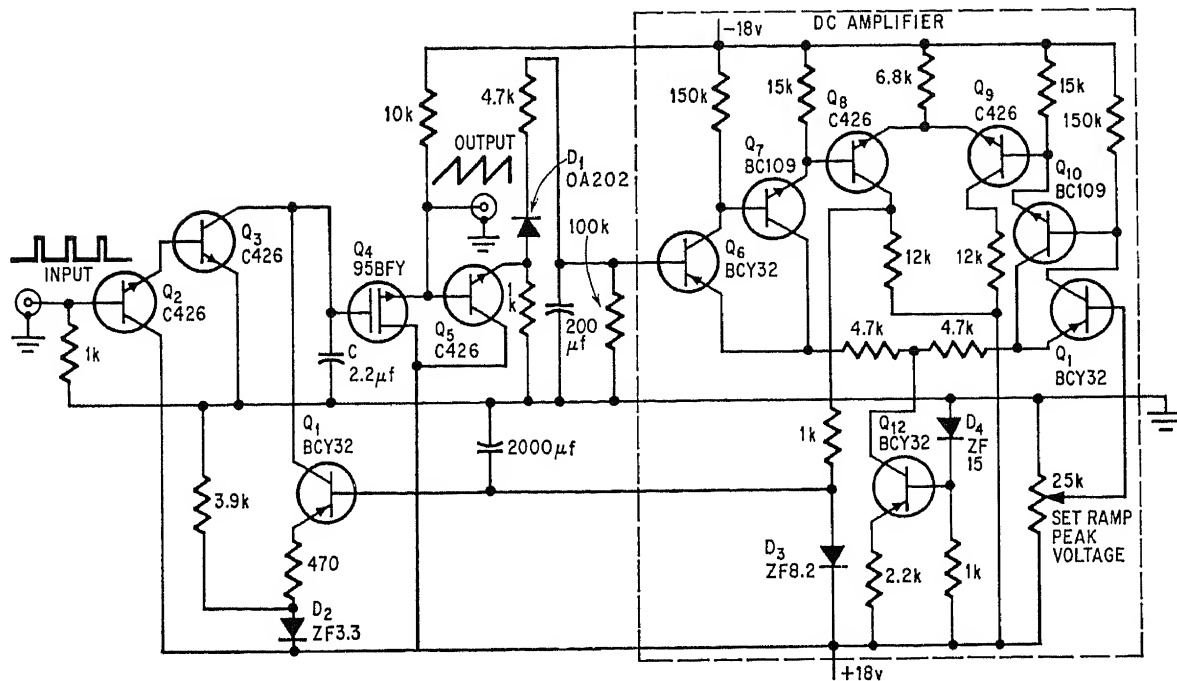 DC AMPLIFIER
-18v
10k
4.7k
OUTPUT
D1
OA202
100k
150k
15k
Q8
C426
6.8k
Q9
C426
15k
150k
Q7
BC109
Q10
BC109
INPUT
Q3
C426
Q2
C426
1k
Q4
95BFY
Q5
C426
1k
200
μf
C
2.2μf
Q6
BCY32
12k
12k
4.7k
4.7k
Q1
BCY32
Q1
BCY32
3.9k
470
D2
ZF3.3
2000μf
1k
D3
ZF8.2
Q12
BCY32
D4
ZF
15
2.2k
1k
25k
SET RAMP
PEAK
VOLTAGE
+18v